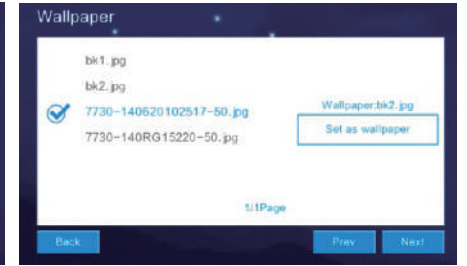 Wallpaper
bk1.jpg
bk2.jpg
7730-140620102517-50.jpg
7730-140RG15220-50.jpg
Wallpaper:bk2.jpg
Set as wallpaper
1/1Page
Back
Prev
Next